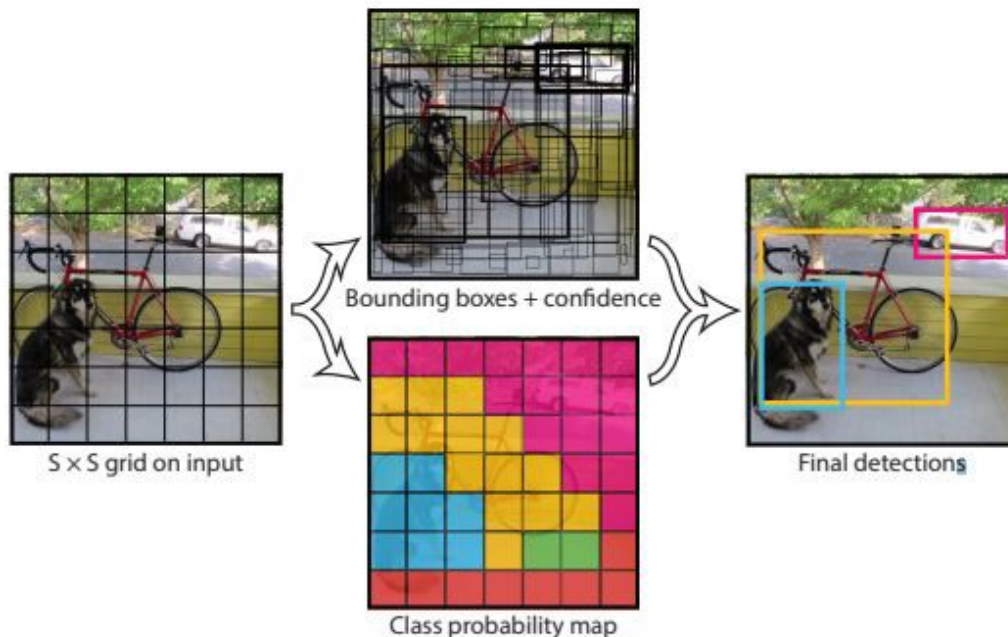 Bounding boxes + confidence
S × S grid on input
Final detections
Class probability map